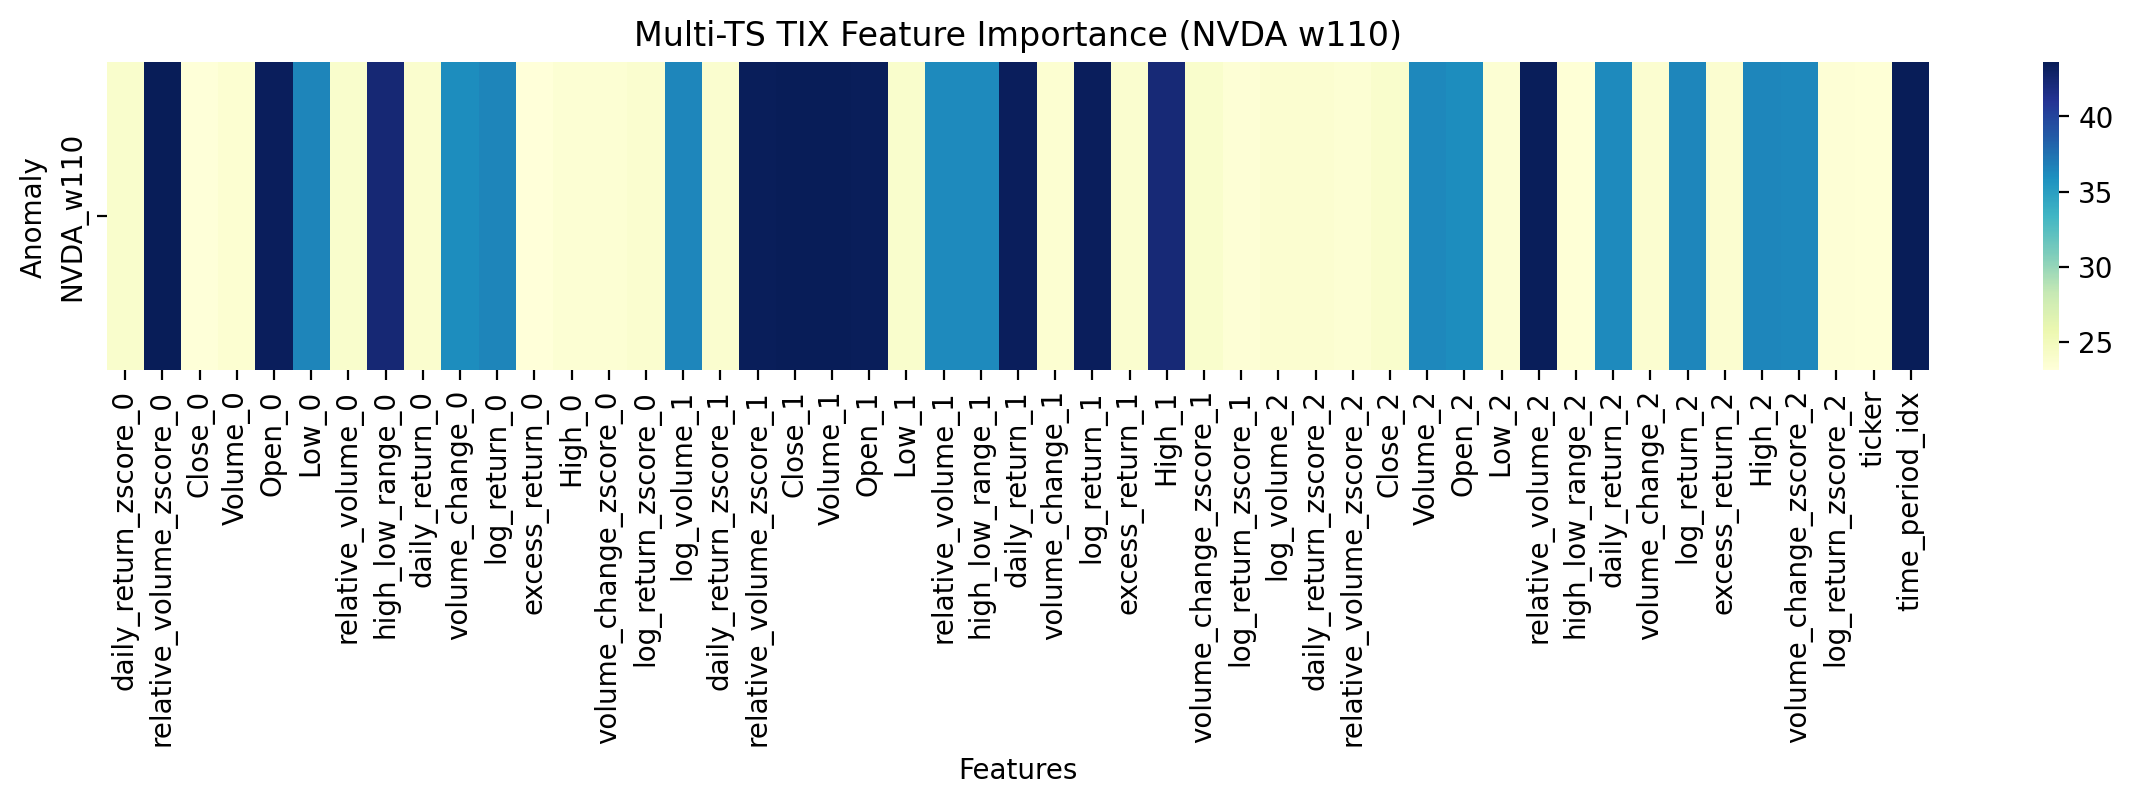 Multi-TS TIX Feature Importance (NVDA w110)
Anomaly
NVDA_w110
40
35
30
25
daily_return_zscore_0
relative_volume_zscore_0
Close_0
Volume_0
Open_0
Low_0
relative_volume_0
high_low_range_0
daily_return_0
volume_change_0
log_return_0
excess_return_0
High_0
volume_change_zscore_0
log_return_zscore_0
log_volume_1
daily_return_zscore_1
relative_volume_zscore_1
Close_1
Volume_1
Open_1
Low_1
relative_volume_1
high_low_range_1
daily_return_1
volume_change_1
log_return_1
excess_return_1
High_1
volume_change_zscore_1
log_return_zscore_1
log_volume_2
daily_return_zscore_2
relative_volume_zscore_2
Close_2
Volume_2
Open_2
Low_2
relative_volume_2
high_low_range_2
daily_return_2
volume_change_2
log_return_2
excess_return_2
High_2
volume_change_zscore_2
log_return_zscore_2
ticker
time_period_idx
Features